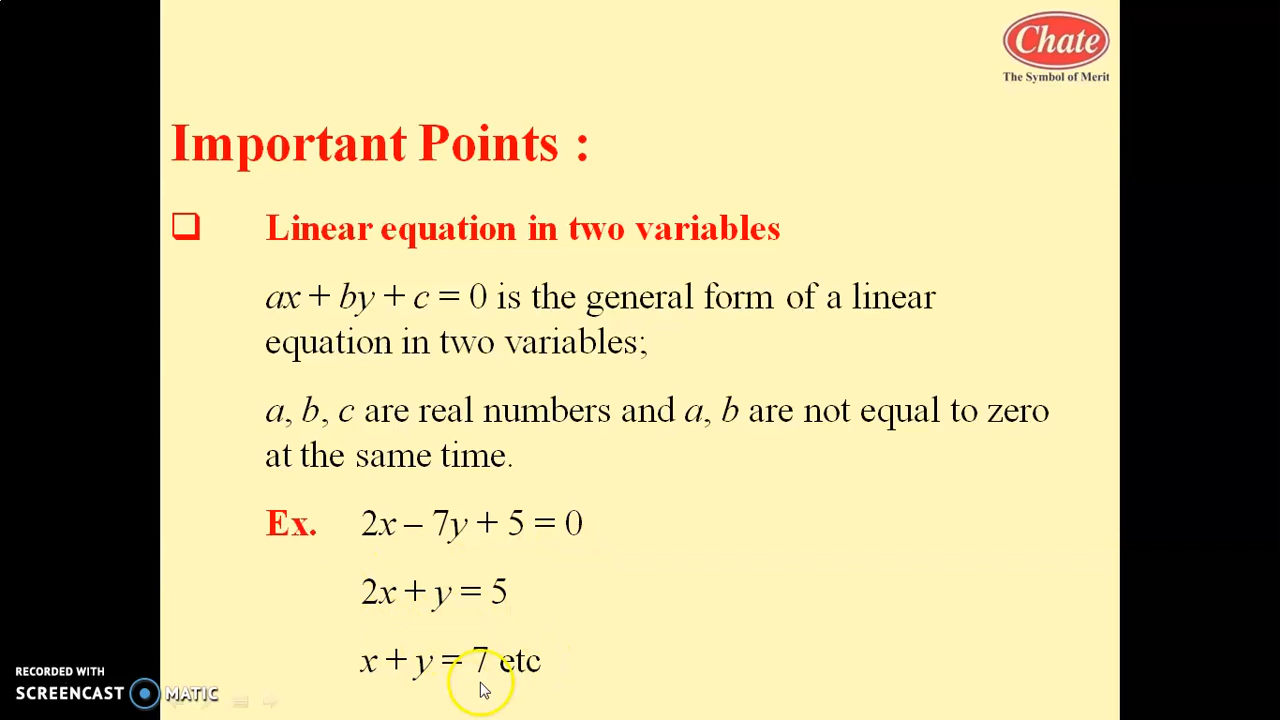 Chate
The Symbol of Merit
Important Points :
❑ Linear equation in two variables
ax + by + c = 0 is the general form of a linear
equation in two variables;
a, b, c are real numbers and a, b are not equal to zero
at the same time.
Ex. 2x – 7y + 5 = 0
2x + y = 5
x + y = 7 etc
RECORDED WITH
SCREENCAST MATIC